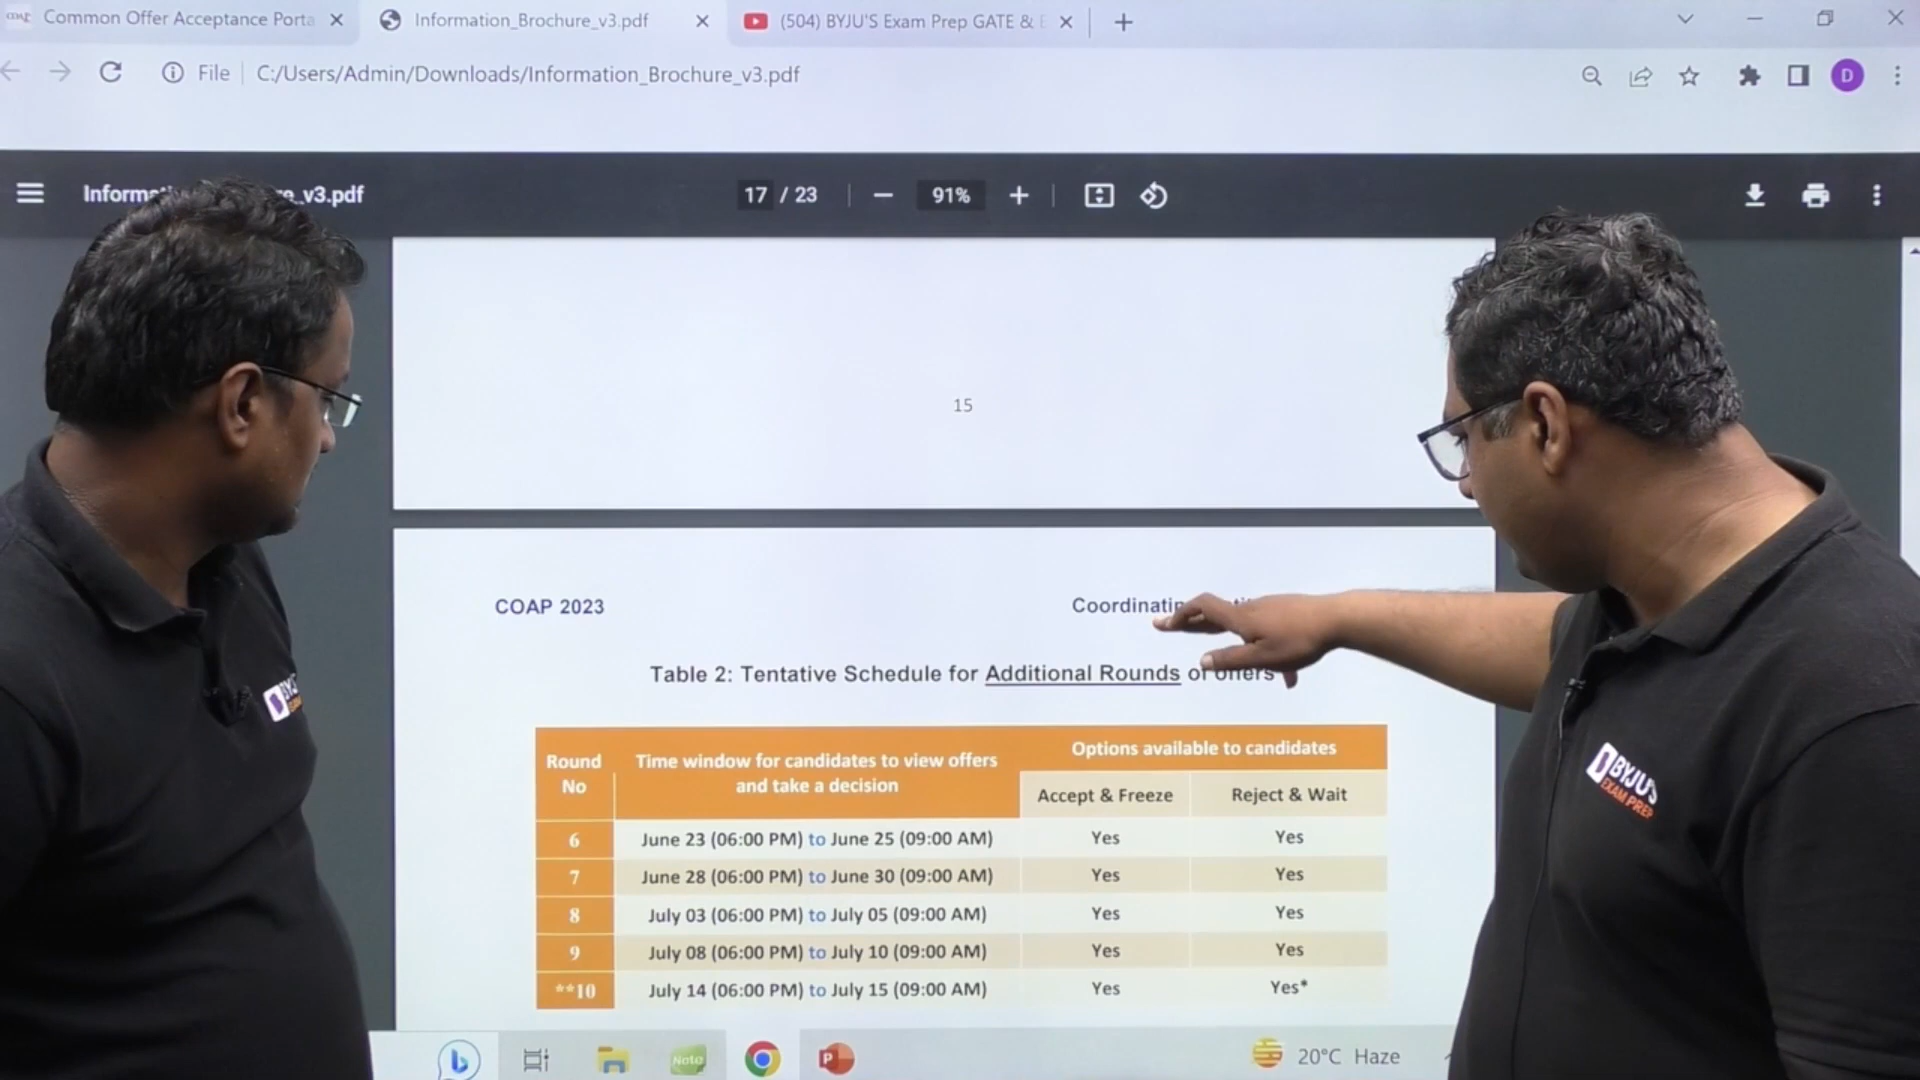 Common Offer Acceptance Porta
Information_Brochure_v3.pdf
(504) BYJU'S Exam Prep GATE &
File
C:/Users/Admin/Downloads/Information_Brochure_v3.pdf
D
17 / 23
91%
15
COAP 2023
Table 2: Tentative Schedule for Additional Rounds of offers
Round No
Time window for candidates to view offers
and take a decision
Options available to candidates
Accept & Freeze
Reject & Wait
6 June 23 (06:00 PM) to June 25 (09:00 AM) Yes Yes
7 June 28 (06:00 PM) to June 30 (09:00 AM) Yes Yes
8 July 03 (06:00 PM) to July 05 (09:00 AM) Yes Yes
9 July 08 (06:00 PM) to July 10 (09:00 AM) Yes Yes
**10 July 14 (06:00 PM) to July 15 (09:00 AM) Yes Yes*
BYJU'S
EXAM PREP
Note
P
20°C Haze